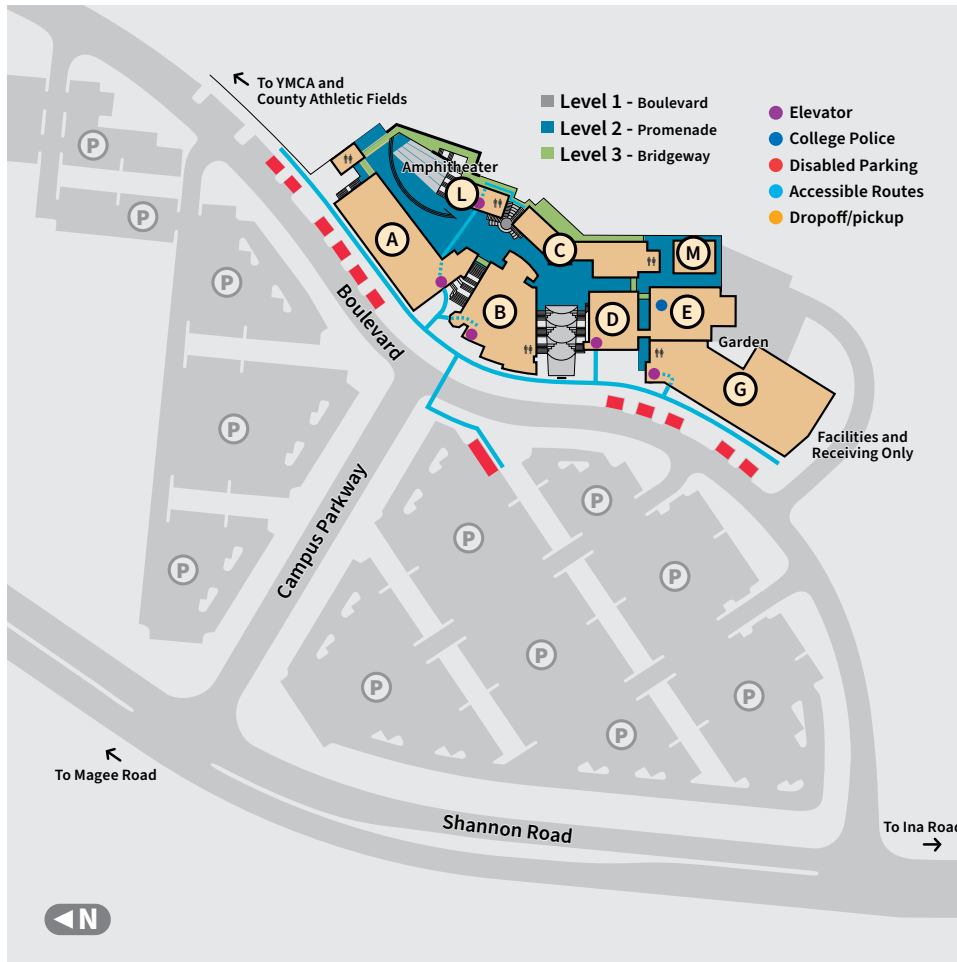 To YMCA and
County Athletic Fields
Level 1 - Boulevard
Level 2 - Promenade
Level 3 - Bridgeway
Elevator
College Police
Disabled Parking
Accessible Routes
Dropoff/pickup
P
P
Amphitheater
L
A
C
M
B
D
E
P
Boulevard
Garden
G
P
Facilities and
Receiving Only
Campus Parkway
P
P
P
P
P
P
P
P
To Magee Road
Shannon Road
To Ina Road
N